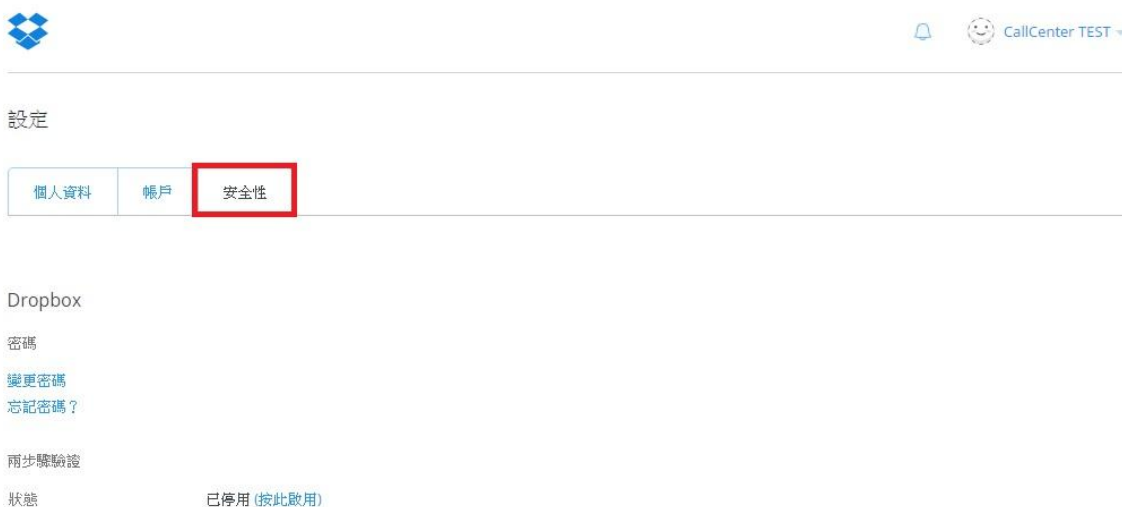 CallCenter TEST
設定
個人資料 帳戶 安全性
Dropbox
密碼
變更密碼
忘記密碼？
兩步驟驗證
狀態 已停用 (按此啟用)